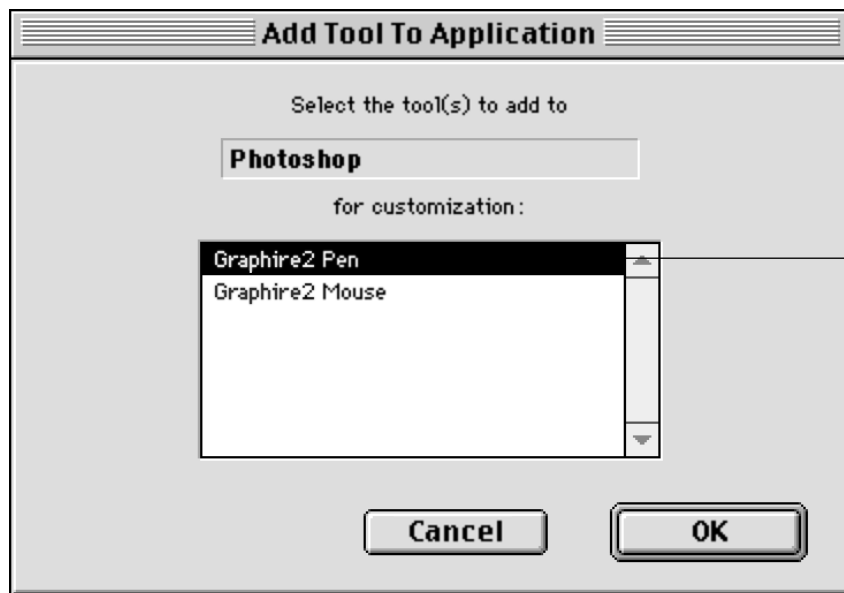 Add Tool To Application
Select the tool(s) to add to
Photoshop
for customization:
Graphire2 Pen
Graphire2 Mouse
Cancel
OK